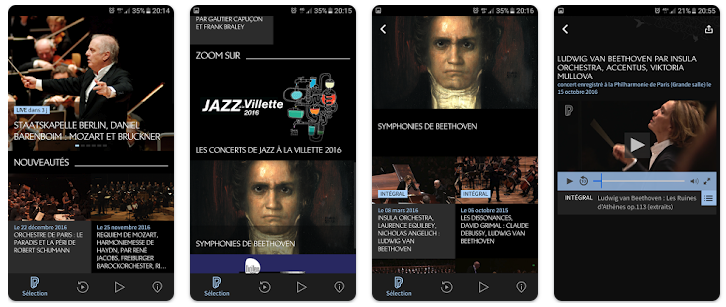 35% 20:14
LIVE dans 3 j
STAATSKAPELLE BERLIN, DANIEL
BARENBOIM : MOZART ET BRUCKNER
NOUVEAUTÉS
Le 22 décembre 2016
ORCHESTRE DE PARIS : LE
PARADIS ET LA PÉRI DE
ROBERT SCHUMANN
Le 25 novembre 2016
REQUIEM DE MOZART,
HARMONIEMESSE DE
HAYDN, PAR RENÉ
JACOBS, FREIBURGER
BAROCKORCHESTER, RI...
Sélection
35% 20:15
PAR GAUTIER CAPUÇON
ET FRANK BRALEY
ZOOM SUR
JAZZ à la Villette
2016
LES CONCERTS DE JAZZ À LA VILLETTE 2016
SYMPHONIES DE BEETHOVEN
Sélection
35% 20:16
SYMPHONIES DE BEETHOVEN
INTÉGRAL
Le 08 mars 2016
INSULA ORCHESTRA,
LAURENCE EQUILBEY,
NICHOLAS ANGELICH :
LUDWIG VAN
BEETHOVEN
INTÉGRAL
Le 06 octobre 2015
LES DISSONANCES,
DAVID GRIMAL : CLAUDE
DEBUSSY, LUDWIG VAN
BEETHOVEN
Sélection
21% 20:55
LUDWIG VAN BEETHOVEN PAR INSULA
ORCHESTRA, ACCENTUS, VIKTORIA
MULLOVA
concert enregistré à la Philharmonie de Paris (Grande salle) le
15 octobre 2016
INTÉGRAL Ludwig van Beethoven : Les Ruines
d'Athènes op.113 (extraits)